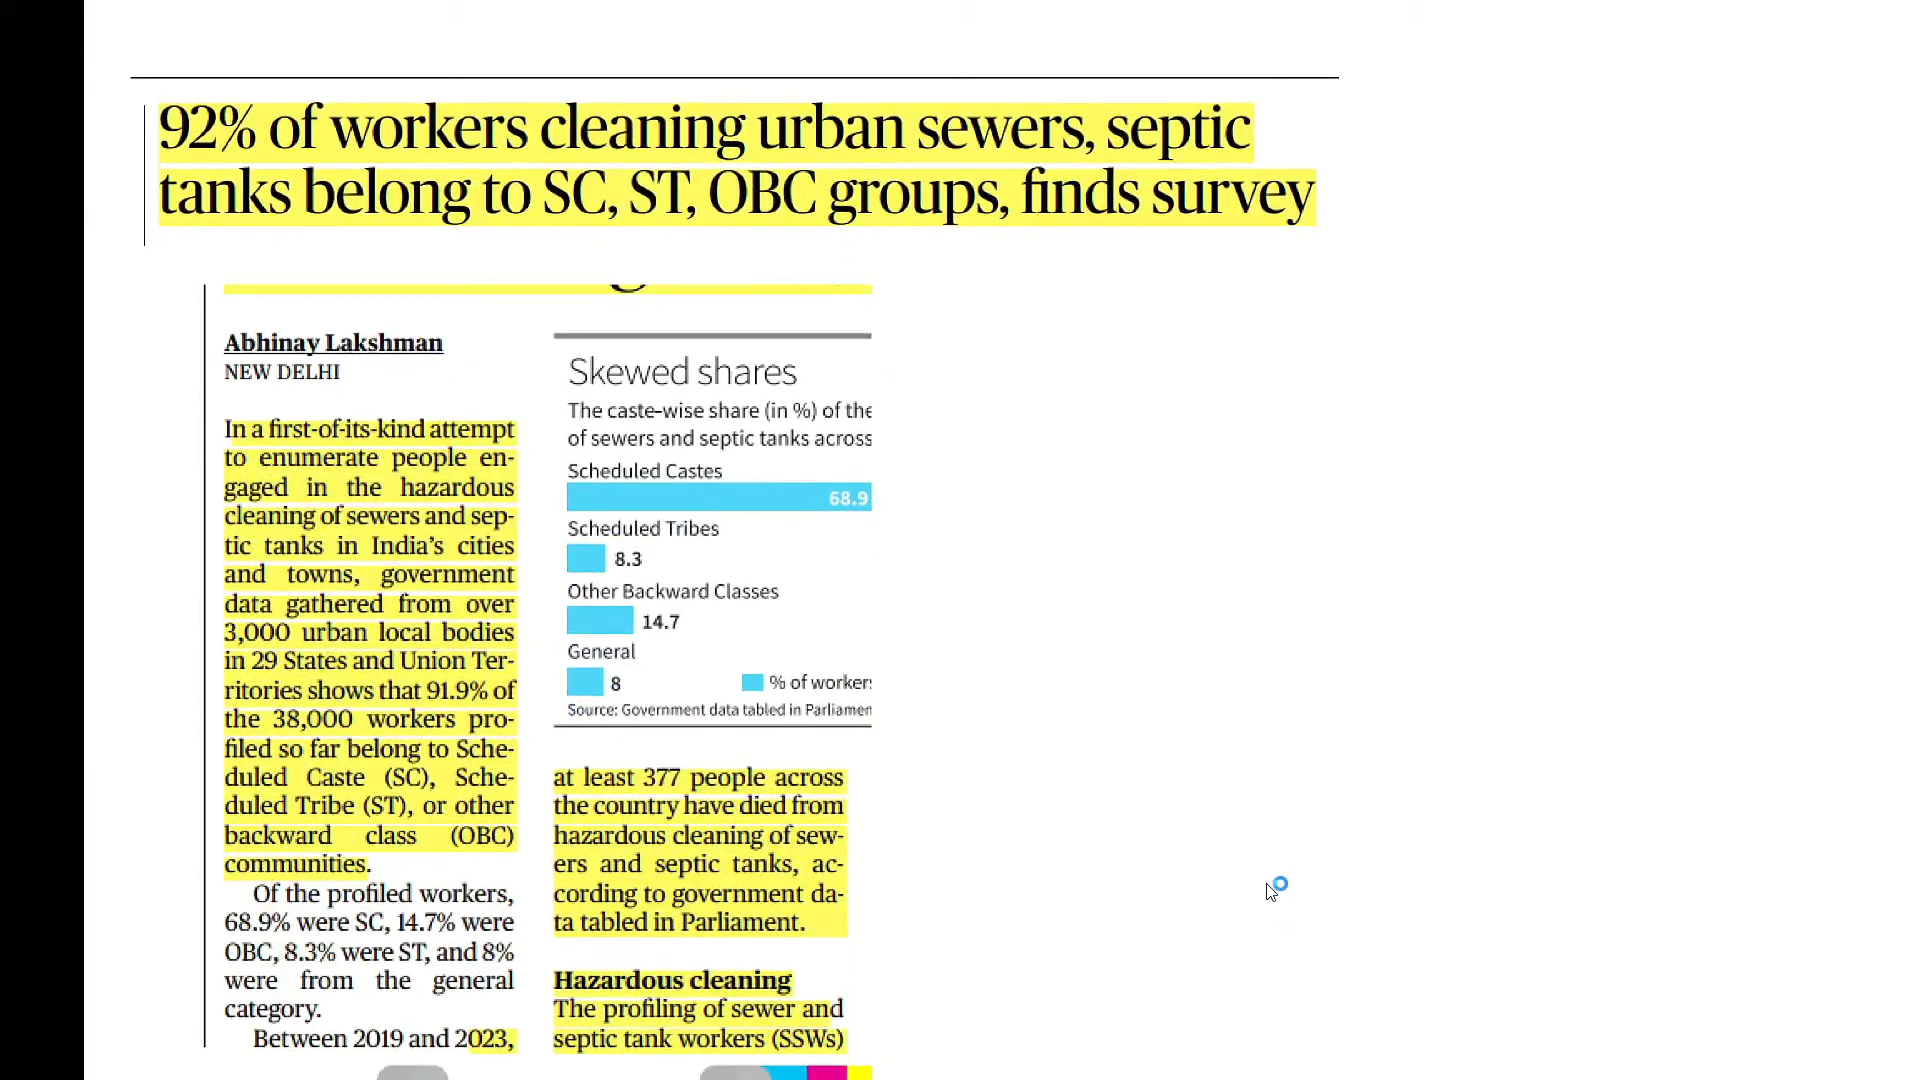 92% of workers cleaning urban sewers, septic
tanks belong to SC, ST, OBC groups, finds survey
Abhinay Lakshman
NEW DELHI
In a first-of-its-kind attempt
to enumerate people en-
gaged in the hazardous
cleaning of sewers and sep-
tic tanks in India's cities
and towns, government
data gathered from over
3,000 urban local bodies
in 29 States and Union Ter-
ritories shows that 91.9% of
the 38,000 workers pro-
filed so far belong to Sche-
duled Caste (SC), Sche-
duled Tribe (ST), or other
backward class (OBC)
communities.
Of the profiled workers,
68.9% were SC, 14.7% were
OBC, 8.3% were ST, and 8%
were from the general
category.
Between 2019 and 2023,
Skewed shares
The caste-wise share (in %) of the
of sewers and septic tanks across
Scheduled Castes
68.9
Scheduled Tribes
8.3
Other Backward Classes
14.7
General
8
% of workers
Source: Government data tabled in Parliamen
at least 377 people across
the country have died from
hazardous cleaning of sew-
ers and septic tanks, ac-
cording to government da-
ta tabled in Parliament.
Hazardous cleaning
The profiling of sewer and
septic tank workers (SSWs)